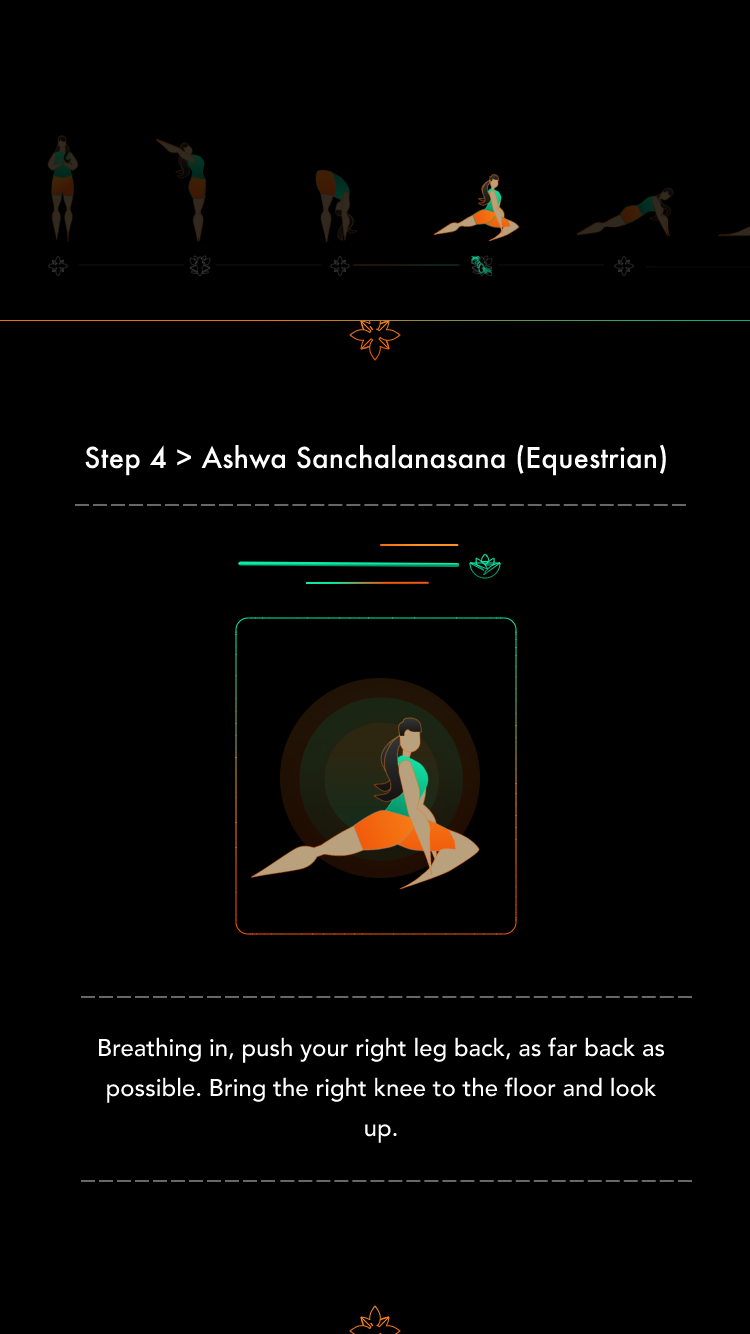 Step 4 > Ashwa Sanchalanasana (Equestrian)
Breathing in, push your right leg back, as far back as
possible. Bring the right knee to the floor and look
up.